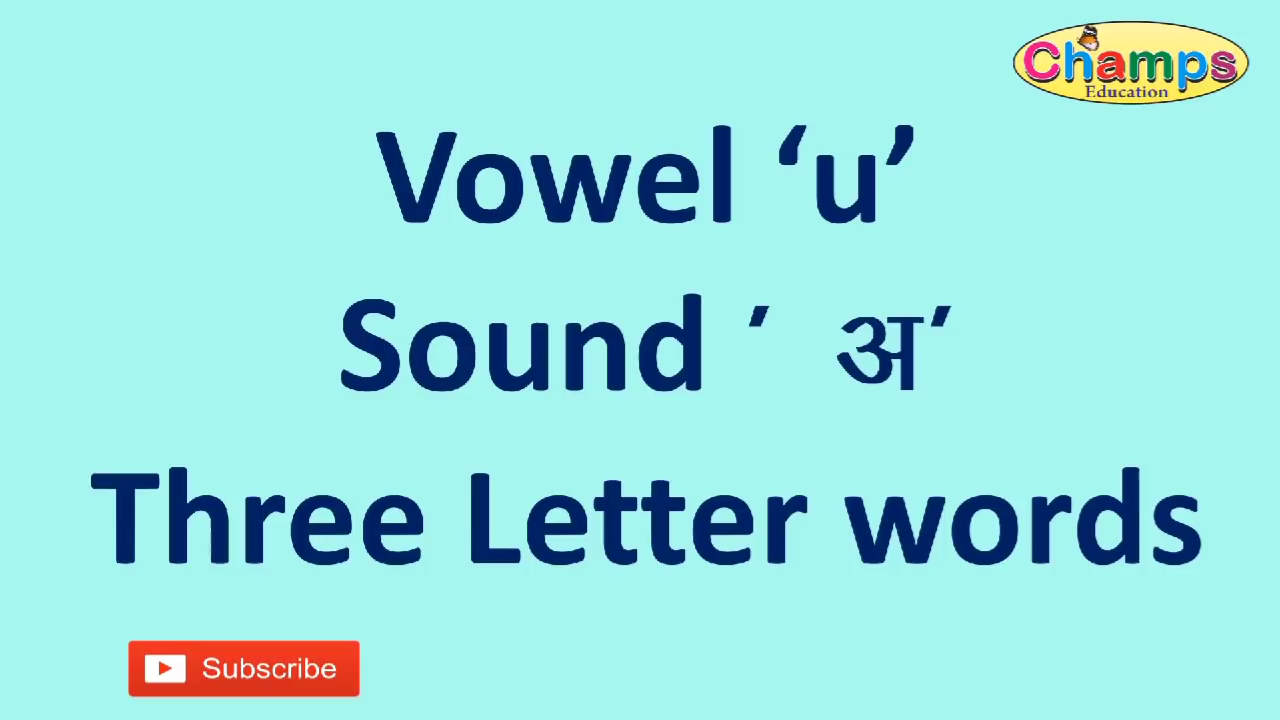 Champs
Education
Vowel ‘u’
Sound ’ अ’
Three Letter words
Subscribe